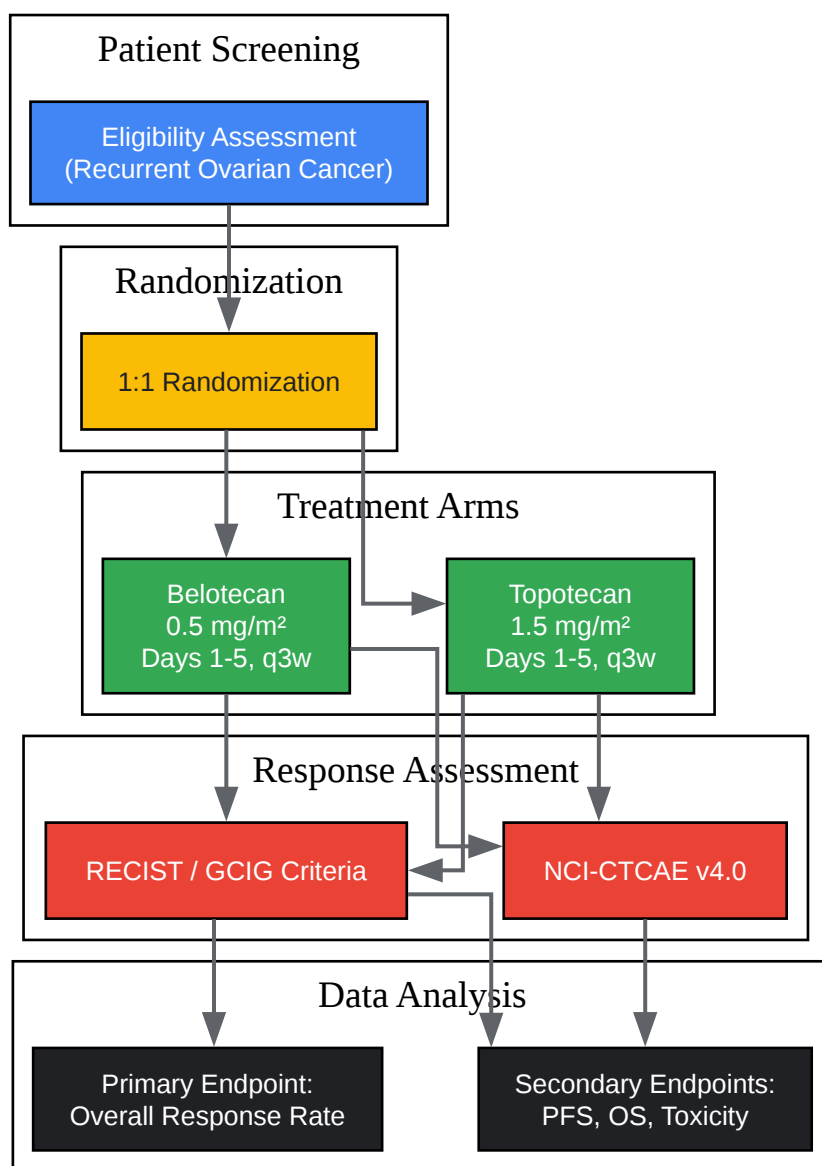 Patient Screening
Eligibility Assessment
(Recurrent Ovarian Cancer)
Randomization
1:1 Randomization
Treatment Arms
Belotecan
0.5 mg/m²
Days 1-5, q3w
Topotecan
1.5 mg/m²
Days 1-5, q3w
Response Assessment
RECIST / GCIG Criteria
NCI-CTCAE v4.0
Data Analysis
Primary Endpoint:
Overall Response Rate
Secondary Endpoints:
PFS, OS, Toxicity